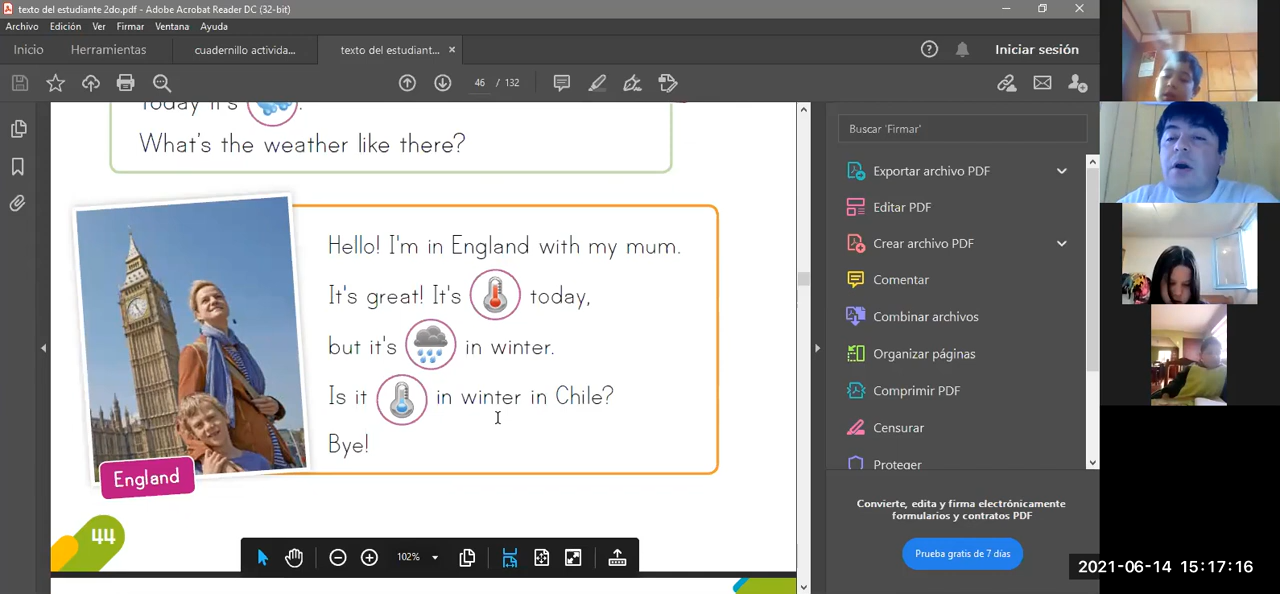 texto del estudiante 2do.pdf - Adobe Acrobat Reader DC (32-bit)
Archivo Edición Ver Firmar Ventana Ayuda
Inicio Herramientas cuadernillo activida... texto del estudiant... × Iniciar sesión
46 / 132
Today it's .
What's the weather like there?
Hello! I'm in England with my mum.
It's great! It's today,
but it's in winter.
Is it in winter in Chile?
Bye!
England
44
102%
Buscar 'Firmar'
Exportar archivo PDF
Editar PDF
Crear archivo PDF
Comentar
Combinar archivos
Organizar páginas
Comprimir PDF
Censurar
Proteger
Convierte, edita y firma electrónicamente
formularios y contratos PDF
Prueba gratis de 7 días
2021-06-14 15:17:16